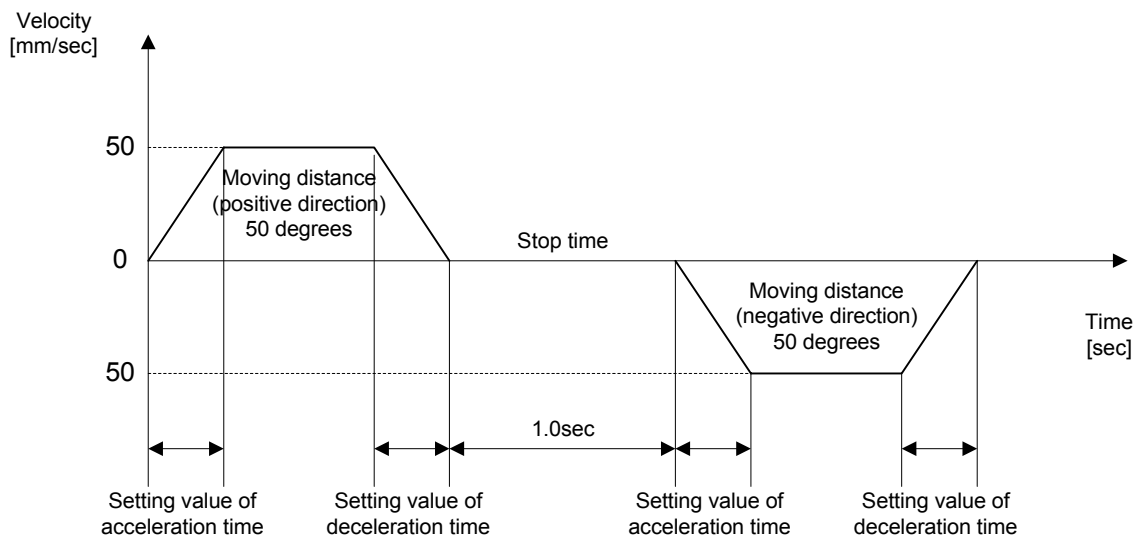 Velocity
[mm/sec]
50
Moving distance
(positive direction)
50 degrees
0
Stop time
Moving distance
(negative direction)
50 degrees
Time
[sec]
50
1.0sec
Setting value of
acceleration time
Setting value of
deceleration time
Setting value of
acceleration time
Setting value of
deceleration time